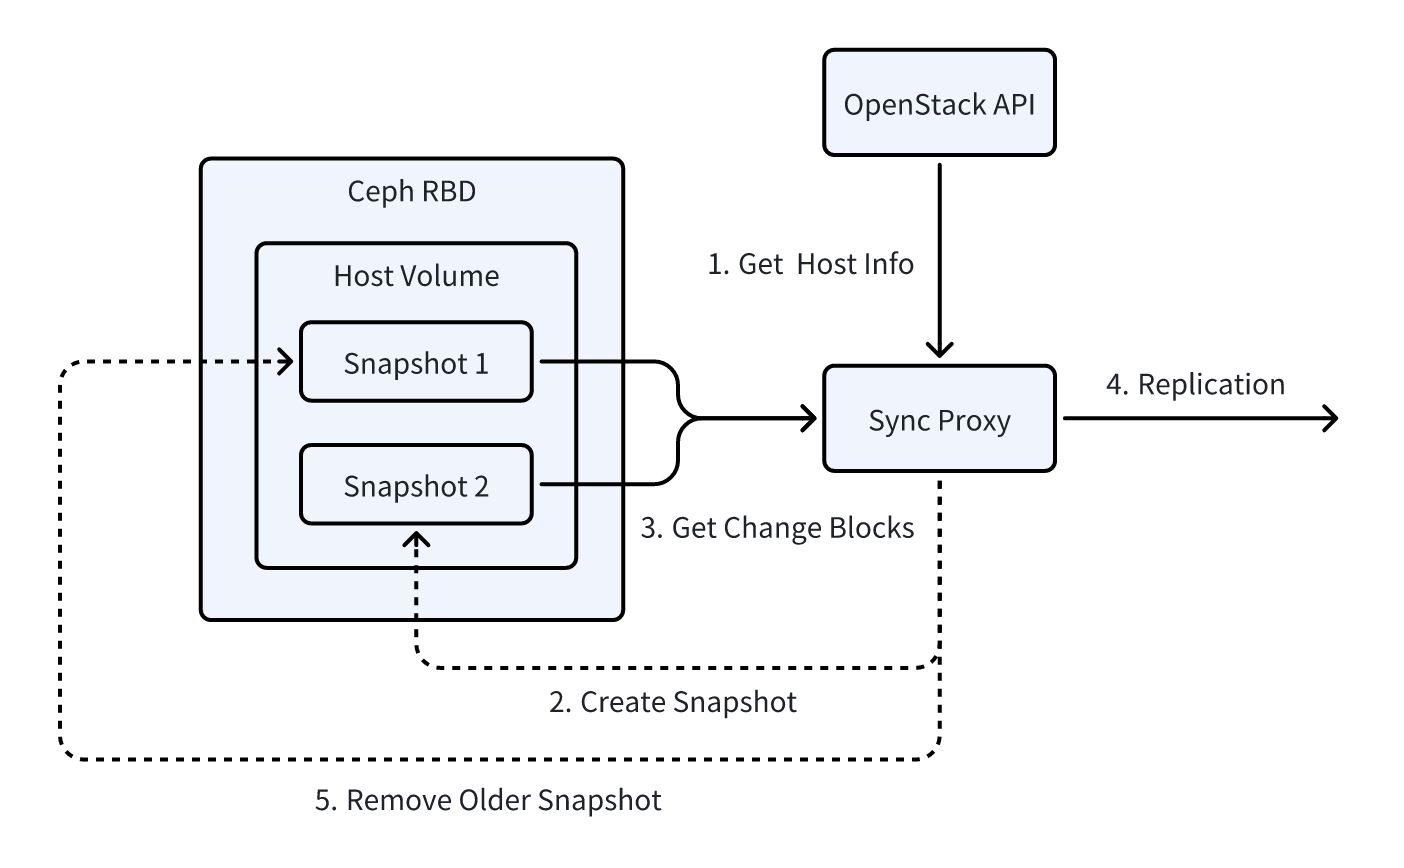 OpenStack API
Ceph RBD
1. Get  Host Info
Host Volume
Snapshot 1
4. Replication
Sync Proxy
Snapshot 2
3. Get Change Blocks
2. Create Snapshot
5. Remove Older Snapshot